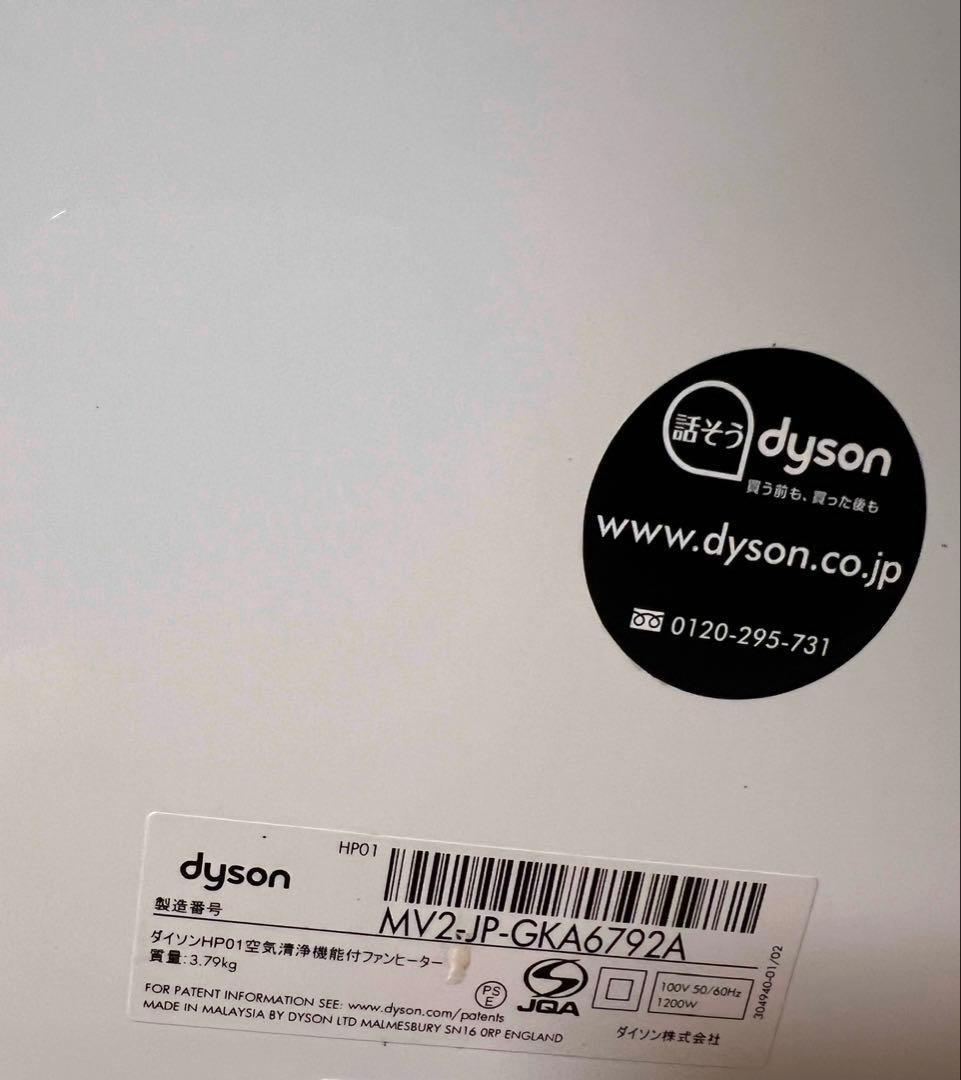 話そう dyson
買う前も、買った後も
www.dyson.co.jp
0120-295-731
dyson
HP01
製造番号
MV2-JP-GKA6792A
ダイソンHP01空気清浄機能付ファンヒーター
質量:3.79kg
PS
E
JQA
100V 50/60Hz
1200W
304940-01/02
FOR PATENT INFORMATION SEE: www.dyson.com/patents
MADE IN MALAYSIA BY DYSON LTD MALMESBURY SN16 0RP ENGLAND
ダイソン株式会社